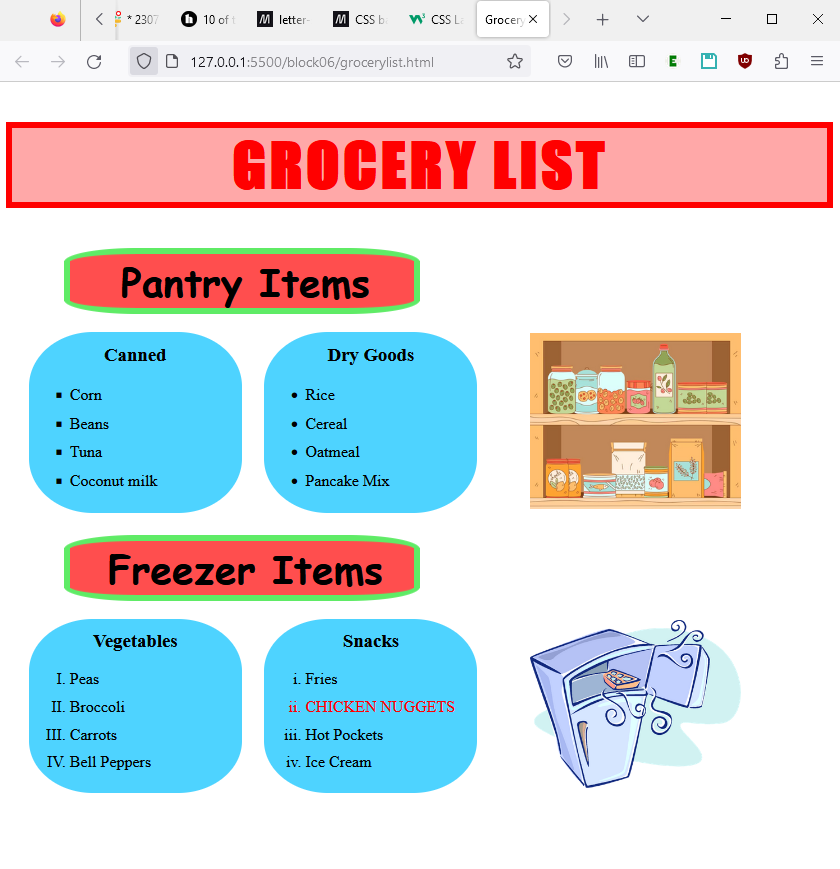 * 2307
10 of t
letter-
CSS b
CSS La
Grocery
127.0.0.1:5500/block06/grocerylist.html
GROCERY LIST
Pantry Items
Canned
▪ Corn
▪ Beans
▪ Tuna
▪ Coconut milk
Dry Goods
• Rice
• Cereal
• Oatmeal
• Pancake Mix
Freezer Items
Vegetables
I. Peas
II. Broccoli
III. Carrots
IV. Bell Peppers
Snacks
i. Fries
ii. CHICKEN NUGGETS
iii. Hot Pockets
iv. Ice Cream